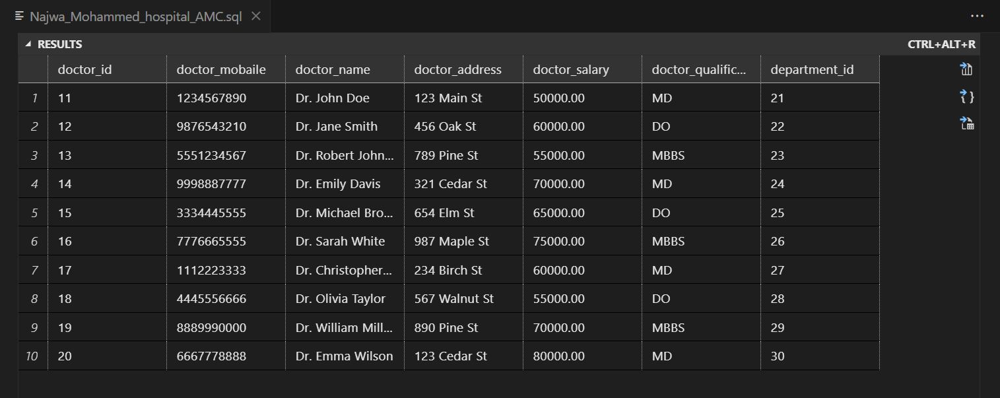 Najwa_Mohammed_hospital_AMC.sql
RESULTS CTRL+ALT+R
doctor_id doctor_mobaile doctor_name doctor_address doctor_salary doctor_qualific... department_id
1 11 1234567890 Dr. John Doe 123 Main St 50000.00 MD 21
2 12 9876543210 Dr. Jane Smith 456 Oak St 60000.00 DO 22
3 13 5551234567 Dr. Robert John... 789 Pine St 55000.00 MBBS 23
4 14 9998887777 Dr. Emily Davis 321 Cedar St 70000.00 MD 24
5 15 3334445555 Dr. Michael Bro... 654 Elm St 65000.00 DO 25
6 16 7776665555 Dr. Sarah White 987 Maple St 75000.00 MBBS 26
7 17 1112223333 Dr. Christopher... 234 Birch St 60000.00 MD 27
8 18 4445556666 Dr. Olivia Taylor 567 Walnut St 55000.00 DO 28
9 19 8889990000 Dr. William Mill... 890 Pine St 70000.00 MBBS 29
10 20 6667778888 Dr. Emma Wilson 123 Cedar St 80000.00 MD 30